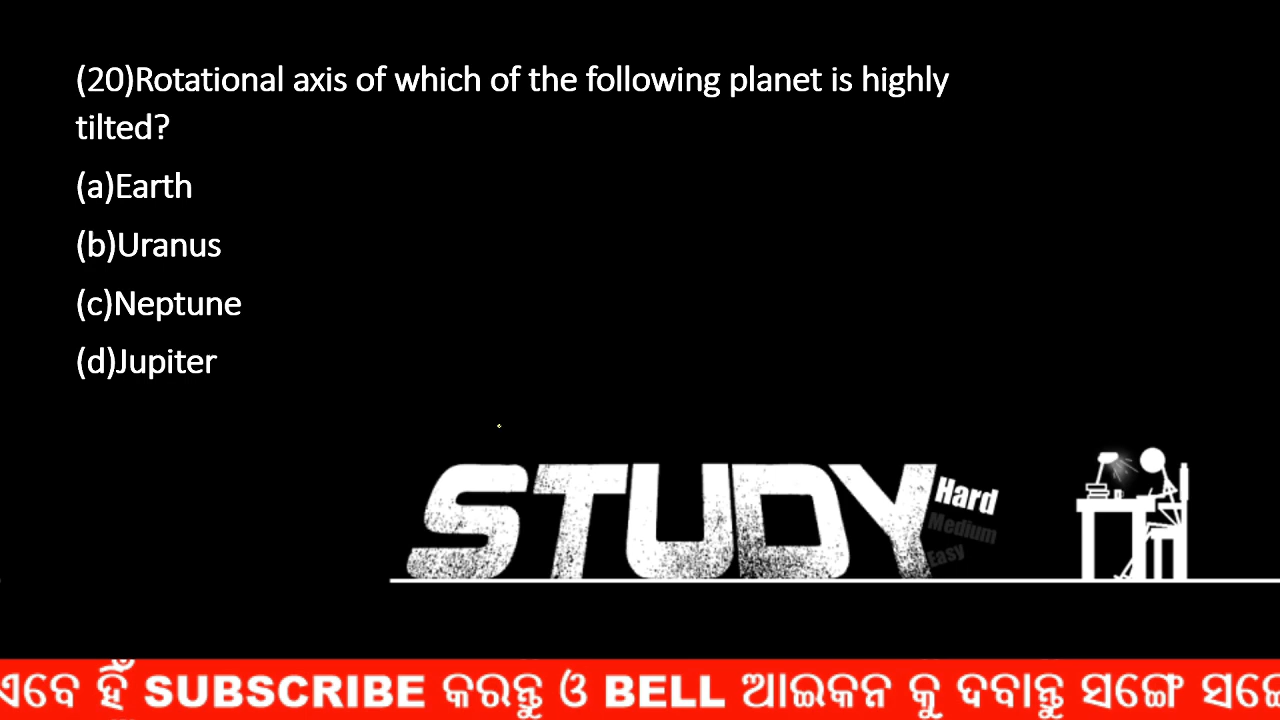 (20)Rotational axis of which of the following planet is highly
tilted?
(a)Earth
(b)Uranus
(c)Neptune
(d)Jupiter
STUDY Hard
Medium
Easy
ଏବେ ହିଁ SUBSCRIBE କରନ୍ତୁ ଓ BELL ଆଇକନ କୁ ଦବାନ୍ତୁ ସଙ୍ଗେ